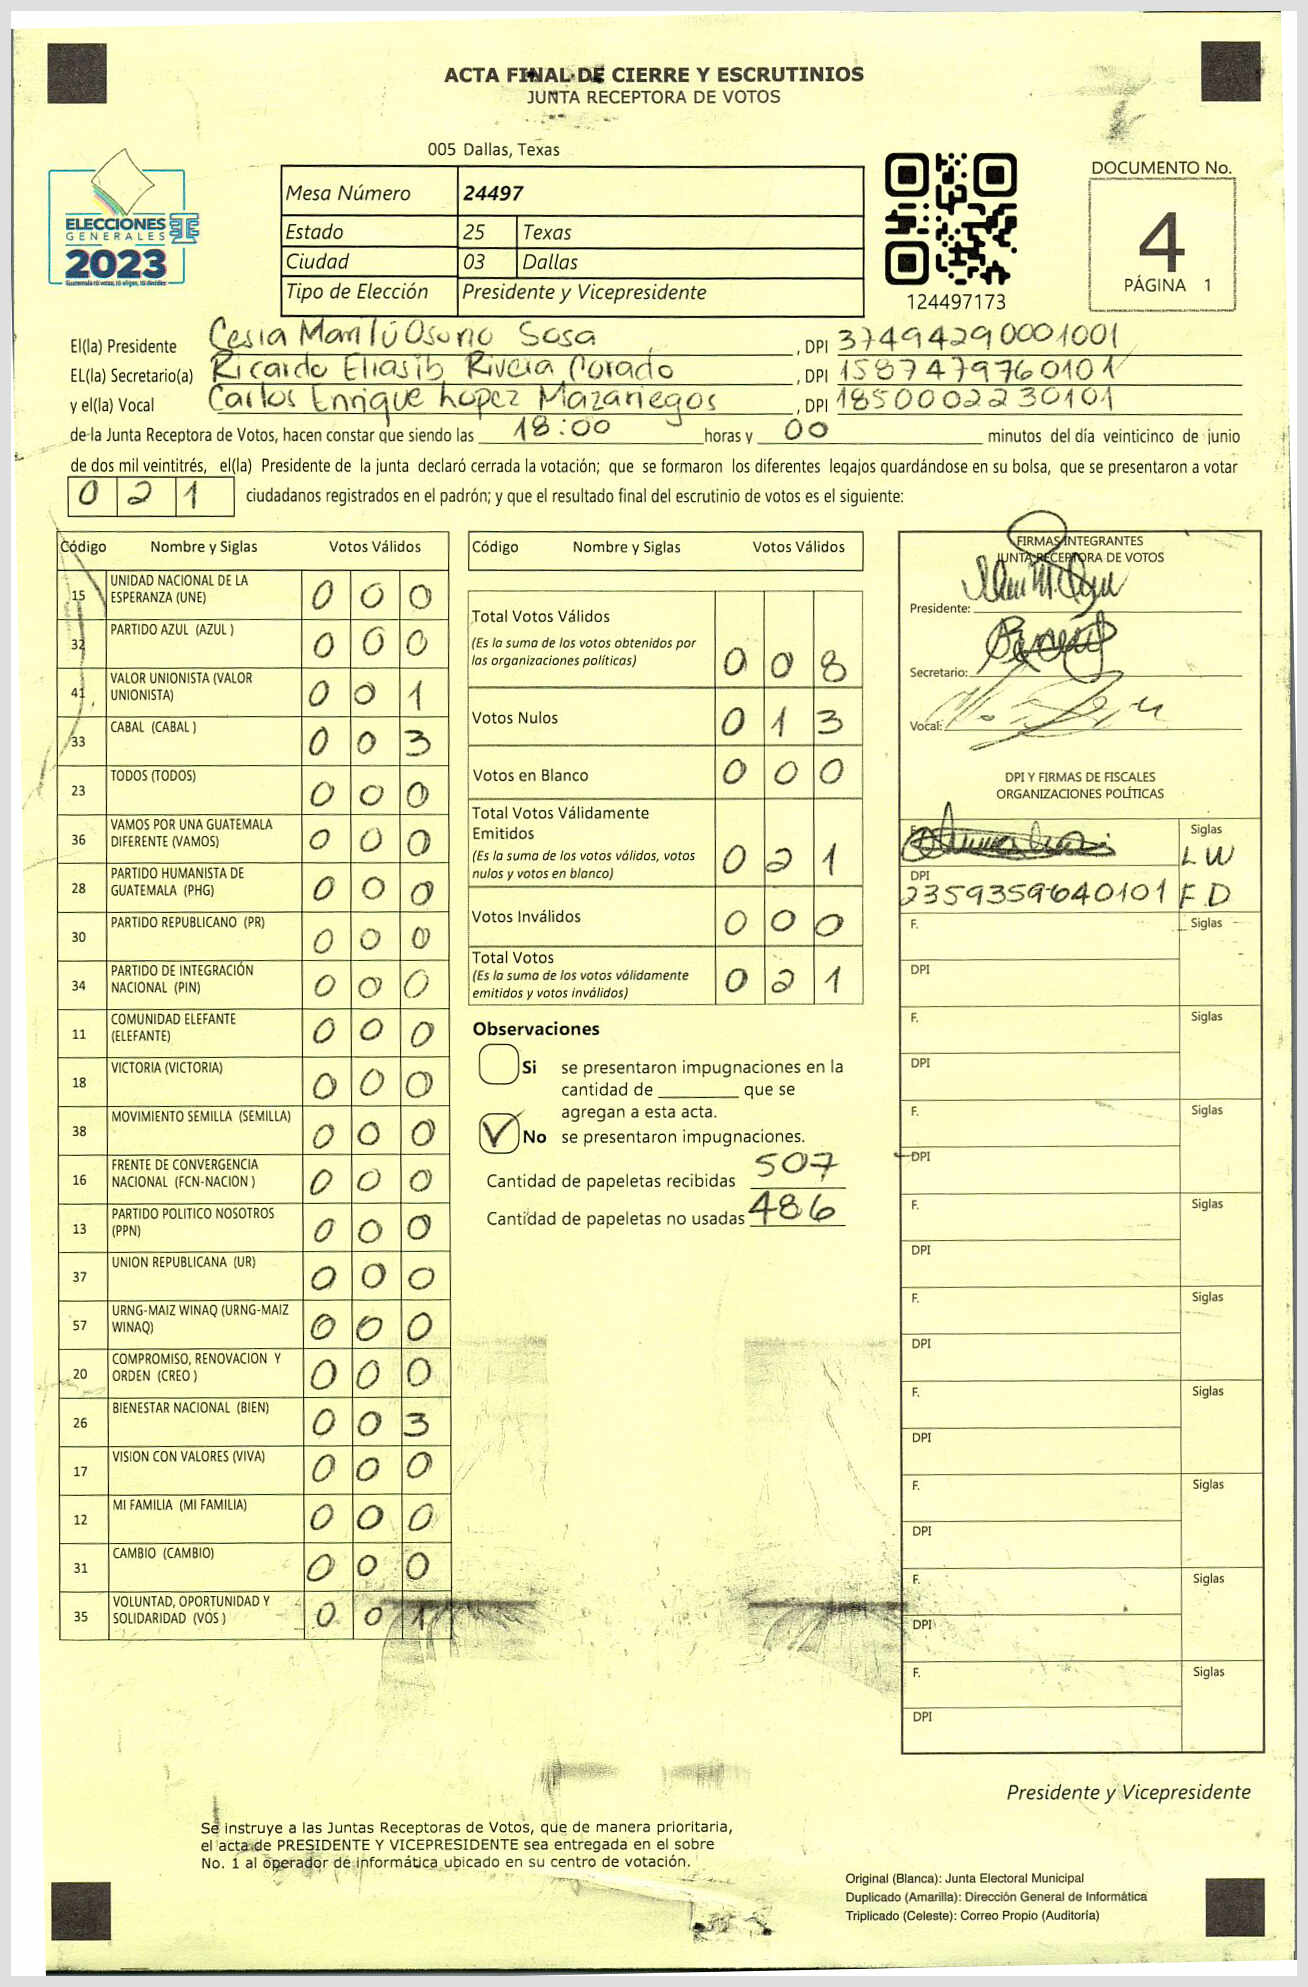 ACTA FINAL DE CIERRE Y ESCRUTINIOS
JUNTA RECEPTORA DE VOTOS
005 Dallas, Texas
ELECCIONES
GENERALES
2023
Guatemala tú votas, tú eliges, tú decides
Mesa Número 24497
Estado 25 Texas
Ciudad 03 Dallas
Tipo de Elección Presidente y Vicepresidente
124497173
DOCUMENTO No.
4
PÁGINA 1
El(la) Presidente Cesia Marilú Osorio Sosa, DPI 37494290001001
EL(la) Secretario(a) Ricardo Eliasib Rivera Corado, DPI 1587479760101
y el(la) Vocal Carlos Enrique Lopez Mazariegos, DPI 1850002230101
de la Junta Receptora de Votos, hacen constar que siendo las 18:00 horas y 00 minutos del día veinticinco de junio
de dos mil veintitrés, el(la) Presidente de la junta declaró cerrada la votación; que se formaron los diferentes legajos quardándose en su bolsa, que se presentaron a votar
0 2 1 ciudadanos registrados en el padrón; y que el resultado final del escrutinio de votos es el siguiente:
Código Nombre y Siglas Votos Válidos
15 UNIDAD NACIONAL DE LA ESPERANZA (UNE) 0 0 0
32 PARTIDO AZUL (AZUL ) 0 0 0
41 VALOR UNIONISTA (VALOR UNIONISTA) 0 0 1
33 CABAL (CABAL ) 0 0 3
23 TODOS (TODOS) 0 0 0
36 VAMOS POR UNA GUATEMALA DIFERENTE (VAMOS) 0 0 0
28 PARTIDO HUMANISTA DE GUATEMALA (PHG) 0 0 0
30 PARTIDO REPUBLICANO (PR) 0 0 0
34 PARTIDO DE INTEGRACIÓN NACIONAL (PIN) 0 0 0
11 COMUNIDAD ELEFANTE (ELEFANTE) 0 0 0
18 VICTORIA (VICTORIA) 0 0 0
38 MOVIMIENTO SEMILLA (SEMILLA) 0 0 0
16 FRENTE DE CONVERGENCIA NACIONAL (FCN-NACION ) 0 0 0
13 PARTIDO POLITICO NOSOTROS (PPN) 0 0 0
37 UNION REPUBLICANA (UR) 0 0 0
57 URNG-MAIZ WINAQ (URNG-MAIZ WINAQ) 0 0 0
20 COMPROMISO, RENOVACION Y ORDEN (CREO ) 0 0 0
26 BIENESTAR NACIONAL (BIEN) 0 0 3
17 VISION CON VALORES (VIVA) 0 0 0
12 MI FAMILIA (MI FAMILIA) 0 0 0
31 CAMBIO (CAMBIO) 0 0 0
35 VOLUNTAD, OPORTUNIDAD Y SOLIDARIDAD (VOS ) 0 0 1
Código Nombre y Siglas Votos Válidos
Total Votos Válidos
(Es la suma de los votos obtenidos por
las organizaciones políticas) 0 0 8
Votos Nulos 0 1 3
Votos en Blanco 0 0 0
Total Votos Válidamente
Emitidos
(Es la suma de los votos válidos, votos
nulos y votos en blanco) 0 2 1
Votos Inválidos 0 0 0
Total Votos
(Es la suma de los votos válidamente
emitidos y votos inválidos) 0 2 1
Observaciones
Si se presentaron impugnaciones en la
cantidad de ________ que se
agregan a esta acta.
No se presentaron impugnaciones.
Cantidad de papeletas recibidas 507
Cantidad de papeletas no usadas 486
FIRMAS INTEGRANTES
JUNTA RECEPTORA DE VOTOS
Presidente:
Secretario:
Vocal:
DPI Y FIRMAS DE FISCALES
ORGANIZACIONES POLÍTICAS
F. Siglas
LW
DPI
2359359640101 F.D
F. Siglas
DPI
F. Siglas
DPI
F. Siglas
DPI
F. Siglas
DPI
F. Siglas
DPI
F. Siglas
DPI
F. Siglas
DPI
F. Siglas
DPI
F. Siglas
DPI
Presidente y Vicepresidente
Se instruye a las Juntas Receptoras de Votos, que de manera prioritaria,
el acta de PRESIDENTE Y VICEPRESIDENTE sea entregada en el sobre
No. 1 al operador de informática ubicado en su centro de votación.
Original (Blanca): Junta Electoral Municipal
Duplicado (Amarilla): Dirección General de Informática
Triplicado (Celeste): Correo Propio (Auditoría)